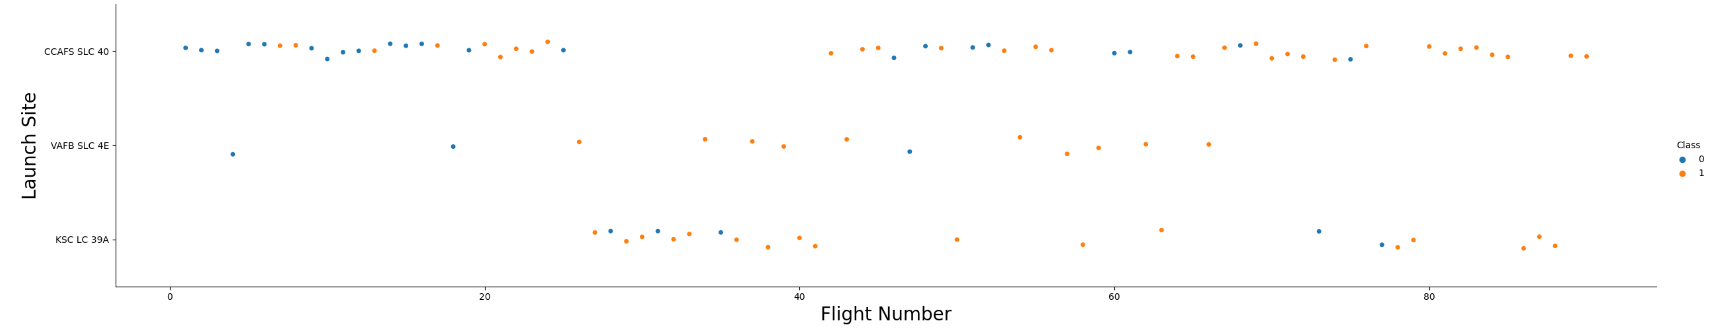 Launch Site
CCAFS SLC 40
VAFB SLC 4E
KSC LC 39A
0 20 40 60 80
Flight Number
Class
0
1